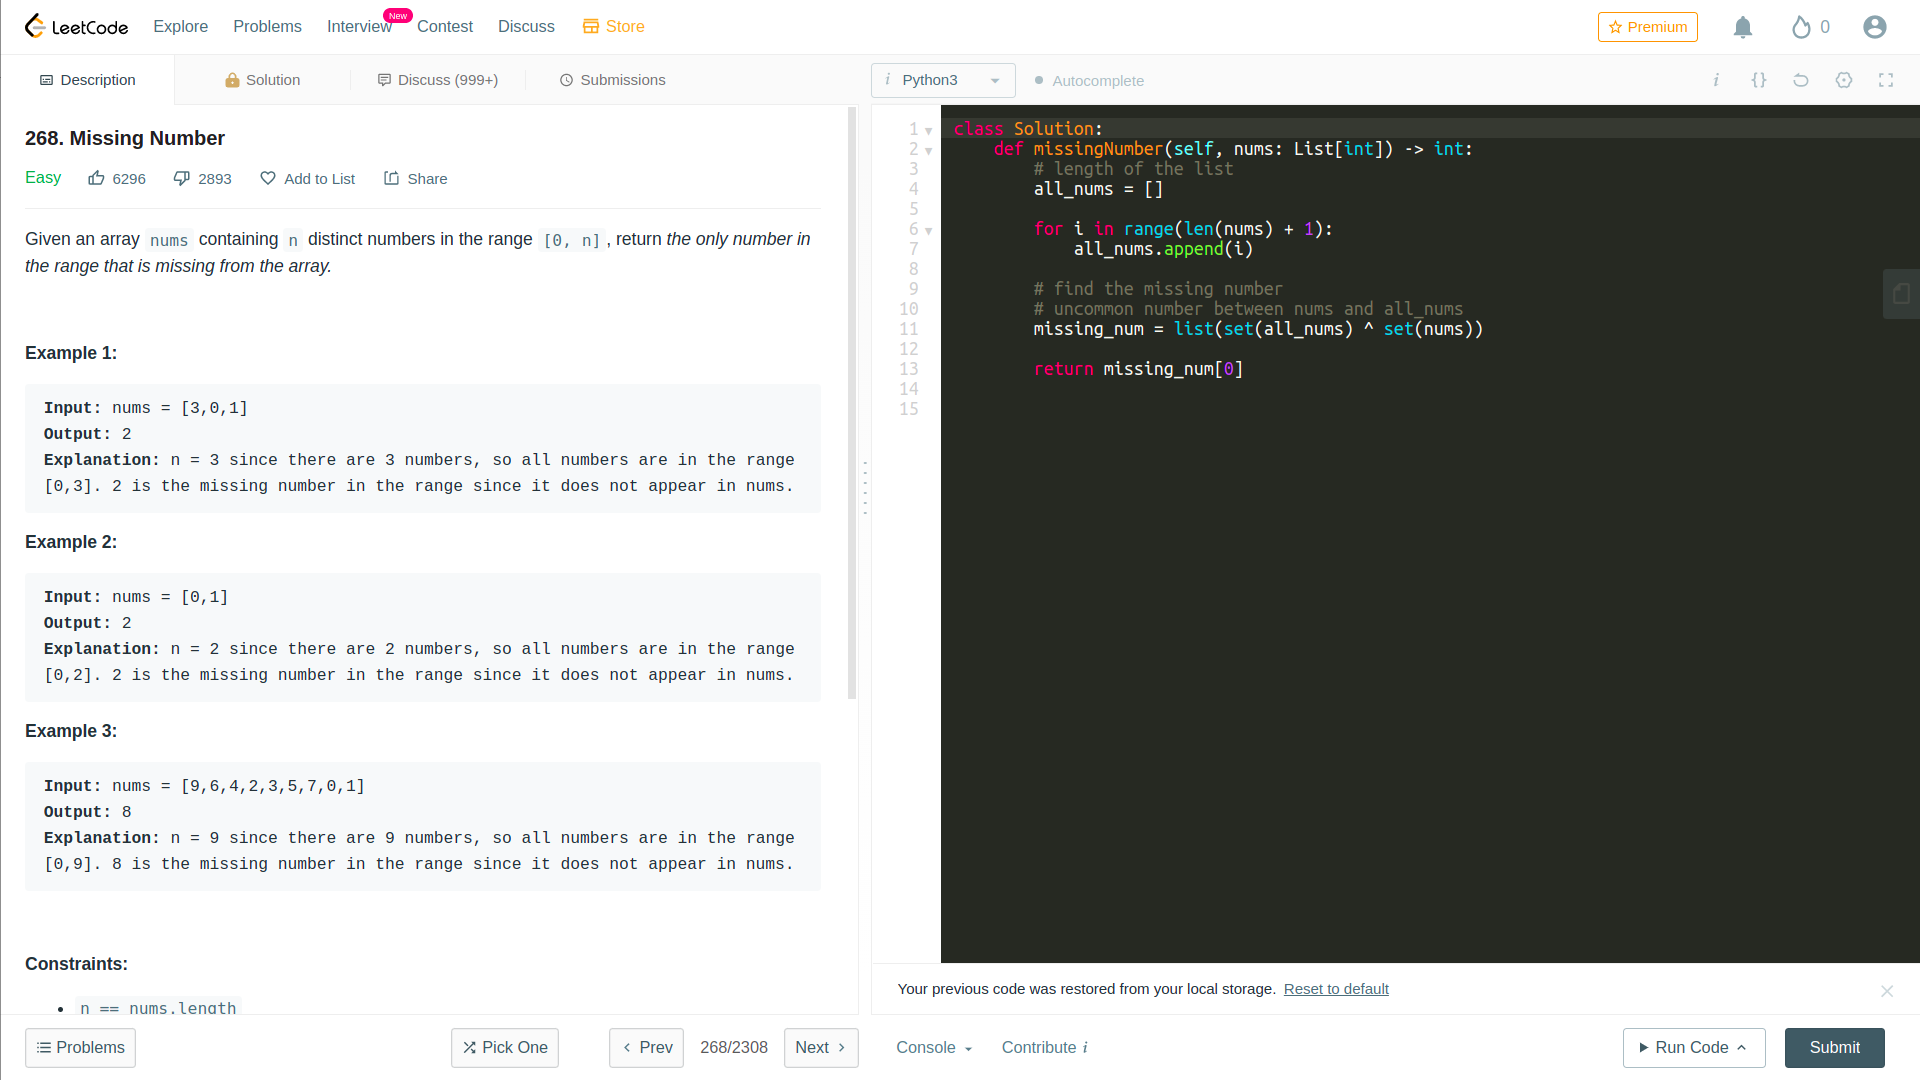 LeetCode Explore Problems Interview New Contest Discuss Store Premium 0
Description Solution Discuss (999+) Submissions
i Python3 Autocomplete i {}
268. Missing Number
Easy 6296 2893 Add to List Share
Given an array nums containing n distinct numbers in the range [0, n], return the only number in
the range that is missing from the array.
Example 1:
Input: nums = [3,0,1]
Output: 2
Explanation: n = 3 since there are 3 numbers, so all numbers are in the range
[0,3]. 2 is the missing number in the range since it does not appear in nums.
Example 2:
Input: nums = [0,1]
Output: 2
Explanation: n = 2 since there are 2 numbers, so all numbers are in the range
[0,2]. 2 is the missing number in the range since it does not appear in nums.
Example 3:
Input: nums = [9,6,4,2,3,5,7,0,1]
Output: 8
Explanation: n = 9 since there are 9 numbers, so all numbers are in the range
[0,9]. 8 is the missing number in the range since it does not appear in nums.
Constraints:
• n == nums.length
1 class Solution:
2     def missingNumber(self, nums: List[int]) -> int:
3         # length of the list
4         all_nums = []
5
6         for i in range(len(nums) + 1):
7             all_nums.append(i)
8
9         # find the missing number
10         # uncommon number between nums and all_nums
11         missing_num = list(set(all_nums) ^ set(nums))
12
13         return missing_num[0]
14
15
Your previous code was restored from your local storage. Reset to default
Problems Pick One Prev 268/2308 Next Console Contribute i Run Code Submit